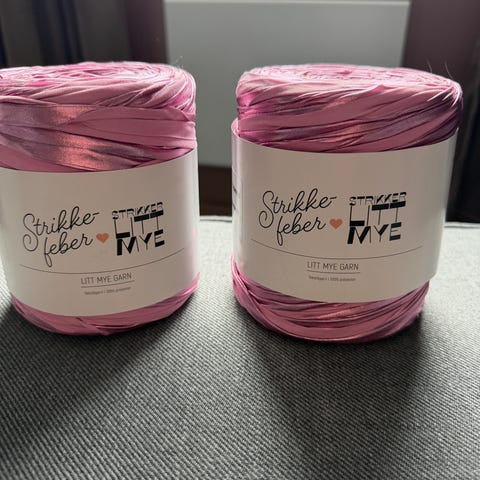 Strikke-
feber
STRIKKER
LITT
MYE
LITT MYE GARN
Strikke-
feber
STRIKKER
LITT
MYE
LITT MYE GARN